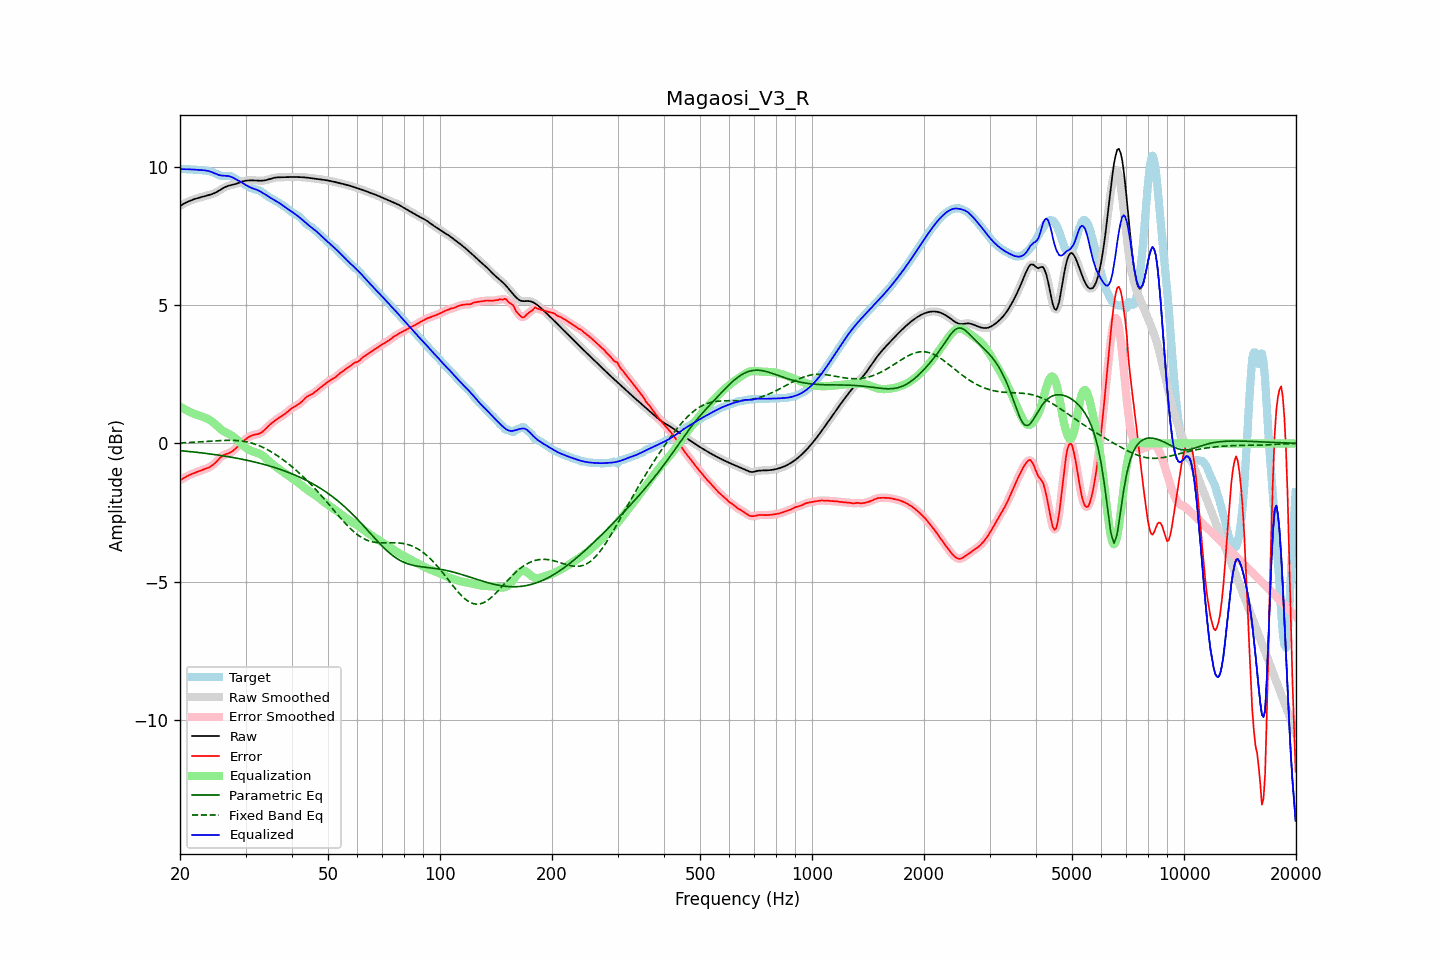 Magaosi_V3_R
Amplitude (dBr)
10
5
0
−5
−10
Target
Raw Smoothed
Error Smoothed
Raw
Error
Equalization
Parametric Eq
Fixed Band Eq
Equalized
20 50 100 200 500 1000 2000 5000 10000 20000
Frequency (Hz)